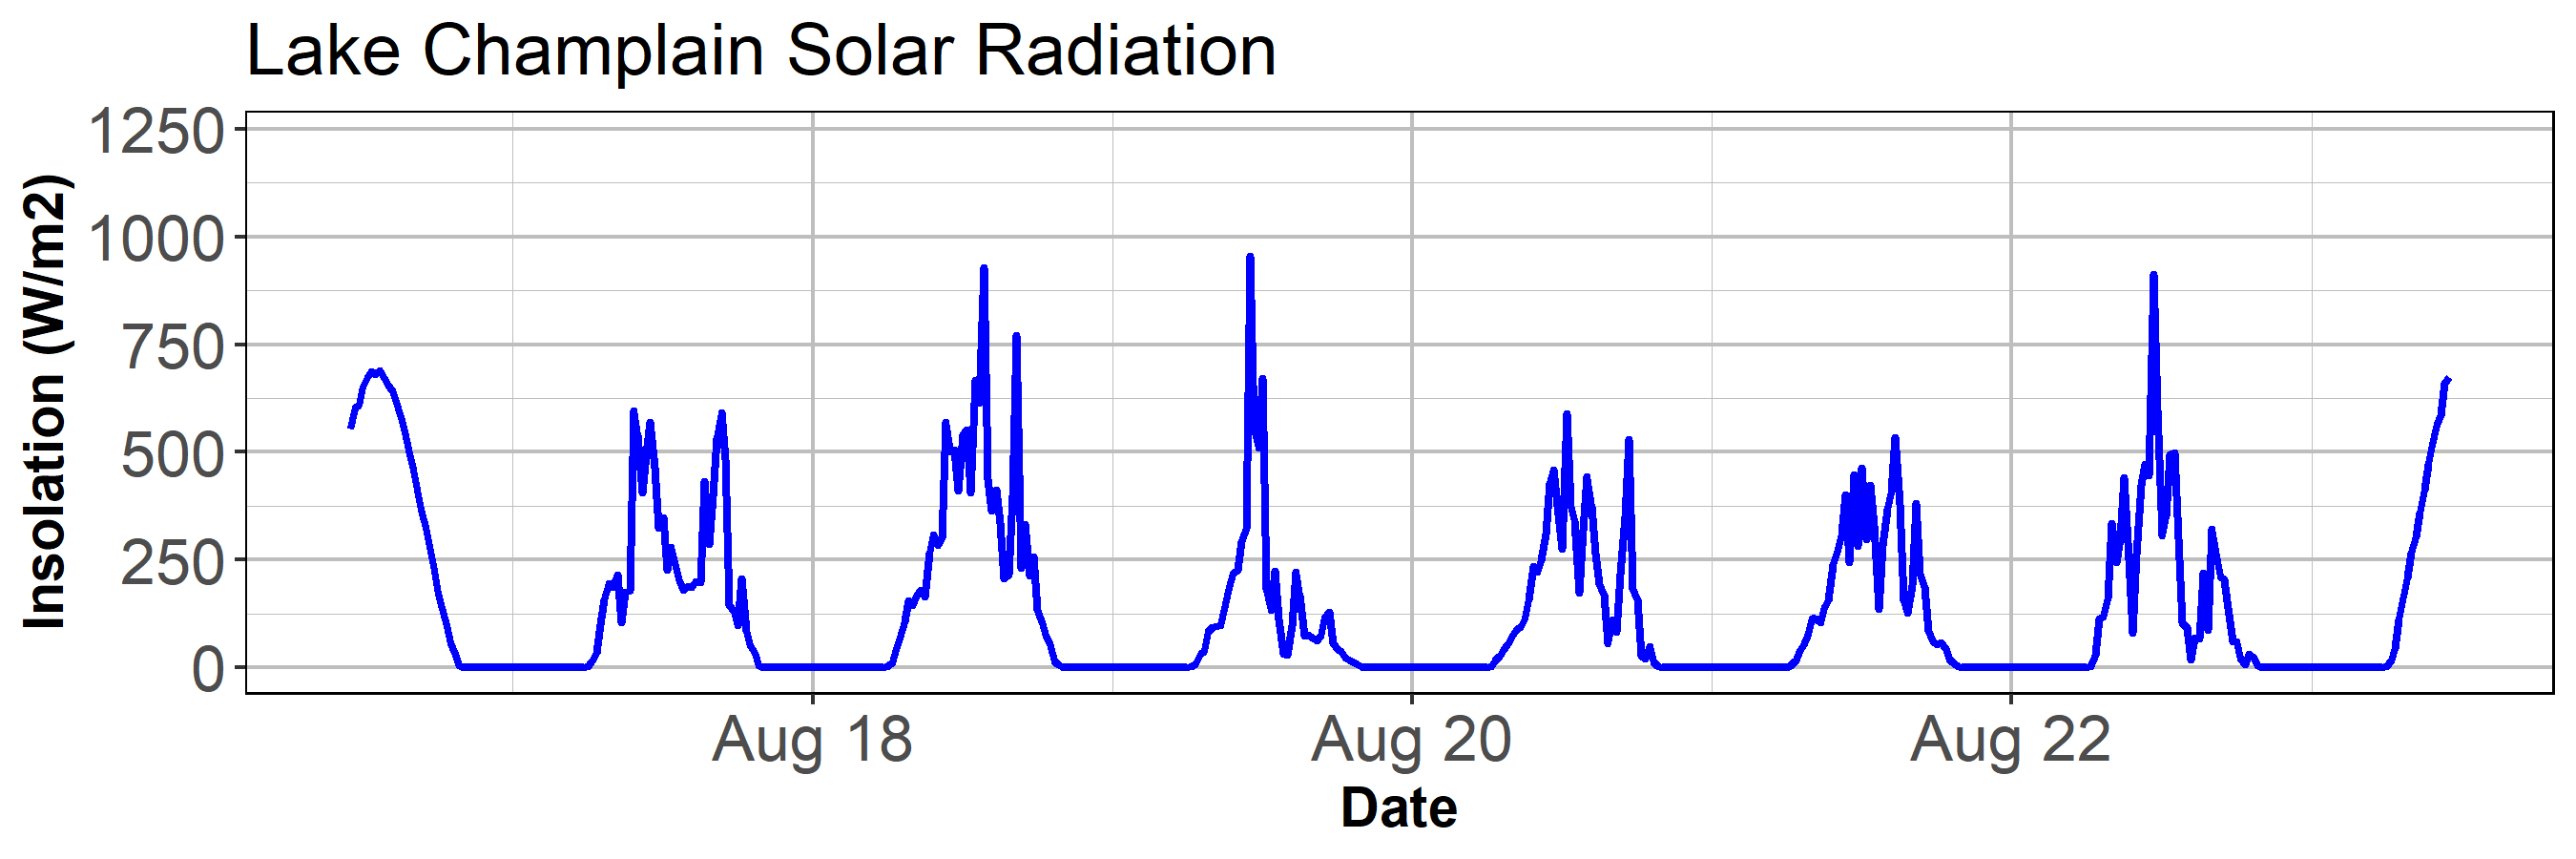 Lake Champlain Solar Radiation
1250
1000
750
500
250
0
Insolation (W/m2)
Aug 18
Aug 20
Aug 22
Date